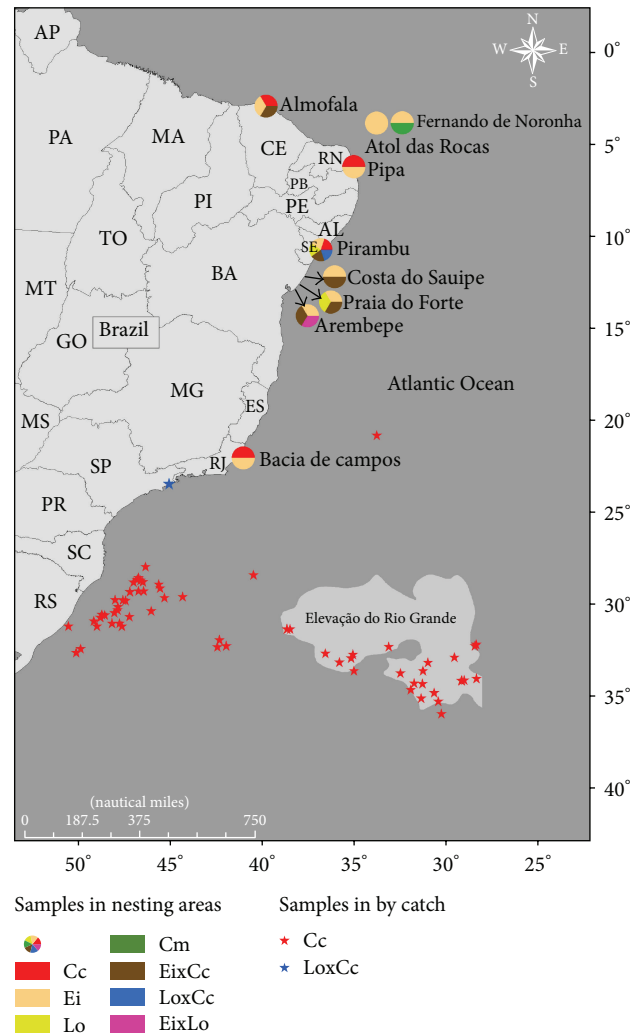 N
W E
S
AP
0°
Almofala
Fernando de Noronha
Atol das Rocas
PA
MA
CE
RN
5°
Pipa
PB
PE
PI
AL
TO
SE
Pirambu
10°
BA
Costa do Sauipe
MT
Praia do Forte
Arembepe
Brazil
GO
15°
MG
Atlantic Ocean
ES
MS
20°
SP
RJ
Bacia de campos
PR
25°
SC
RS
Elevação do Rio Grande
30°
35°
(nautical miles)
0 187.5 375 750
40°
50° 45° 40° 35° 30° 25°
Samples in nesting areas
Samples in by catch
Cm
Cc
Cc
EixCc
LoxCc
Ei
LoxCc
Lo
EixLo